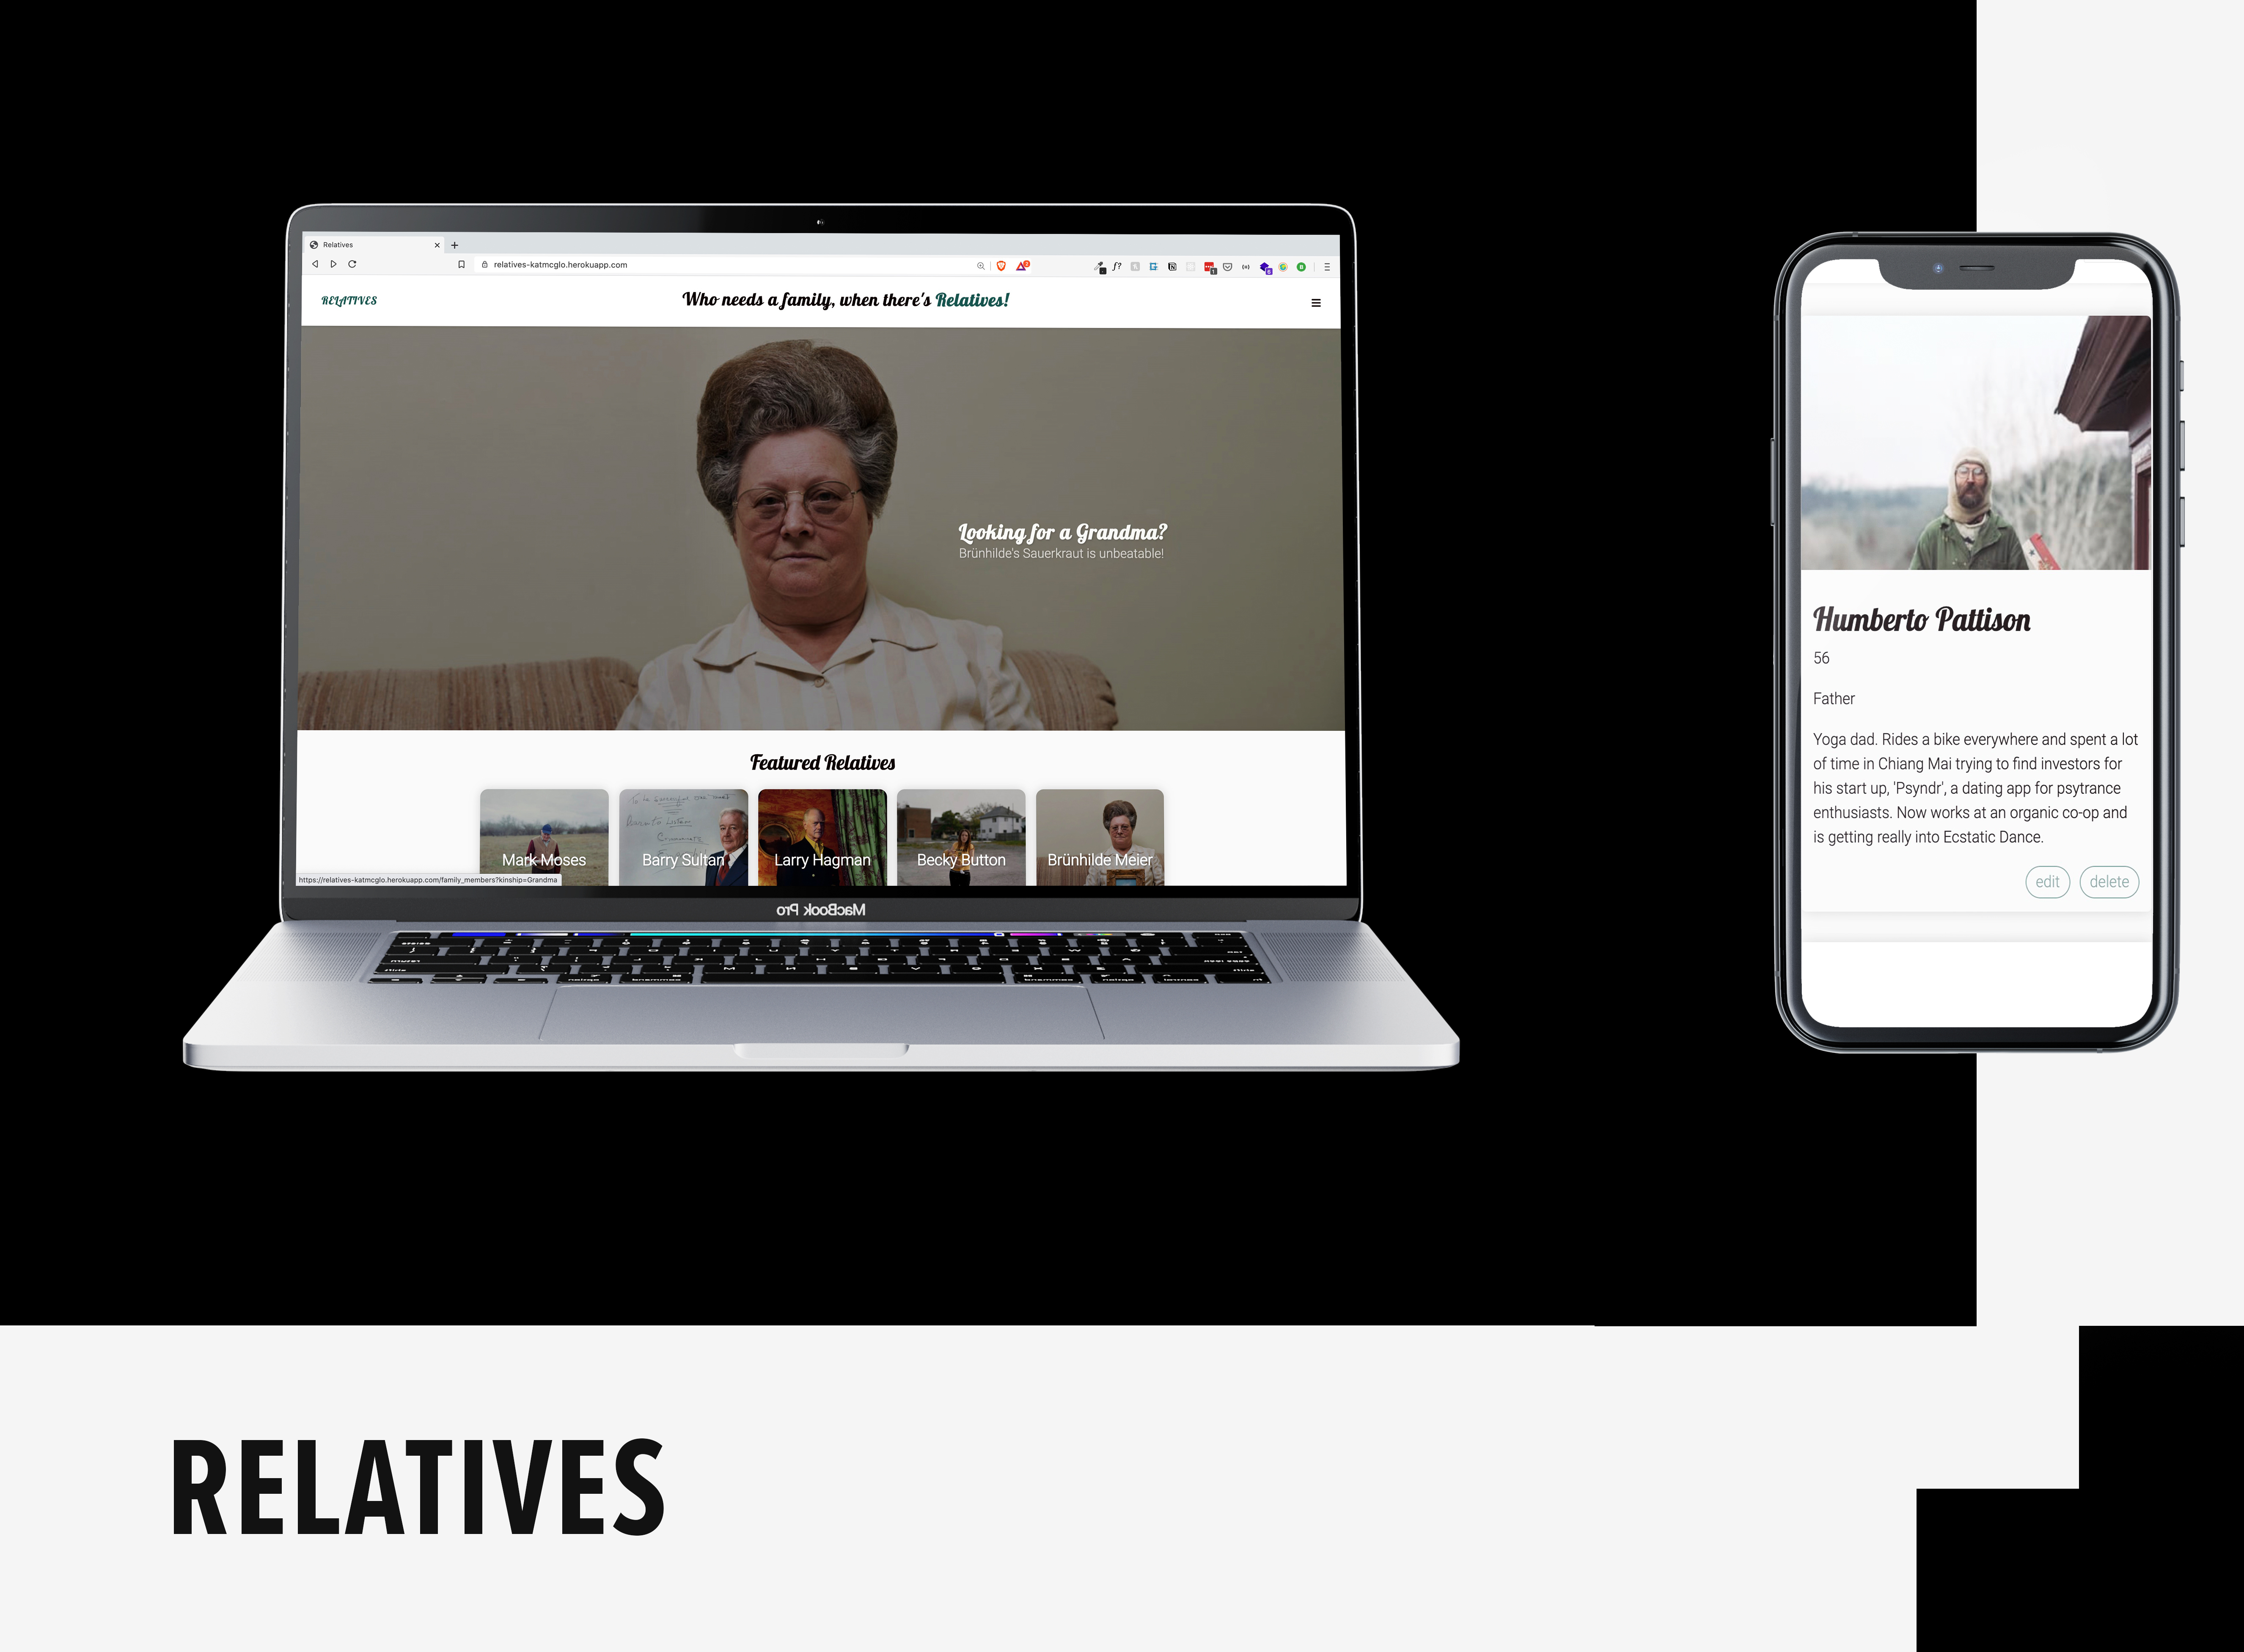 Relatives
relatives-katmcglo.herokuapp.com
RELATIVES
Who needs a family, when there's Relatives!
Looking for a Grandma?
Brünhilde's Sauerkraut is unbeatable!
Featured Relatives
Mark Moses
Barry Sultan
Larry Hagman
Becky Button
Brünhilde Meier
https://relatives-katmcglo.herokuapp.com/family_members?kinship=Grandma
MacBook Pro
Humberto Pattison
56
Father
Yoga dad. Rides a bike everywhere and spent a lot
of time in Chiang Mai trying to find investors for
his start up, 'Psyndr', a dating app for psytrance
enthusiasts. Now works at an organic co-op and
is getting really into Ecstatic Dance.
edit
delete
RELATIVES